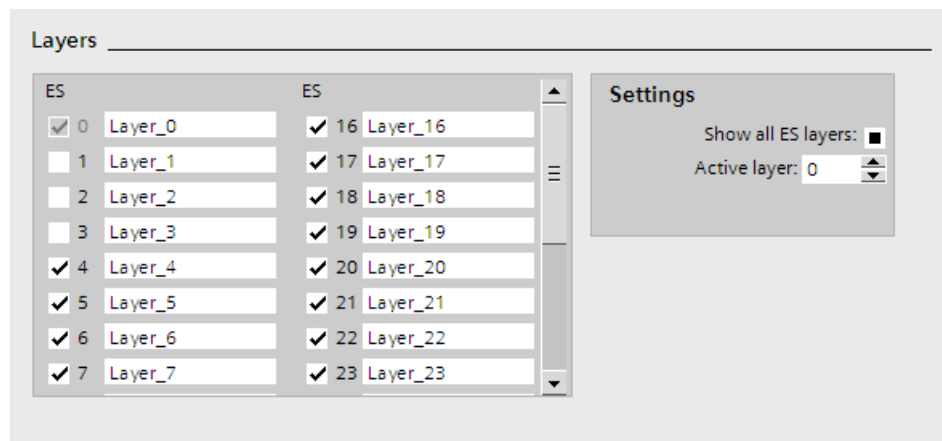 Layers
ES ES
0 Layer_0 16 Layer_16
1 Layer_1 17 Layer_17
2 Layer_2 18 Layer_18
3 Layer_3 19 Layer_19
4 Layer_4 20 Layer_20
5 Layer_5 21 Layer_21
6 Layer_6 22 Layer_22
7 Layer_7 23 Layer_23
Settings
Show all ES layers:
Active layer: 0